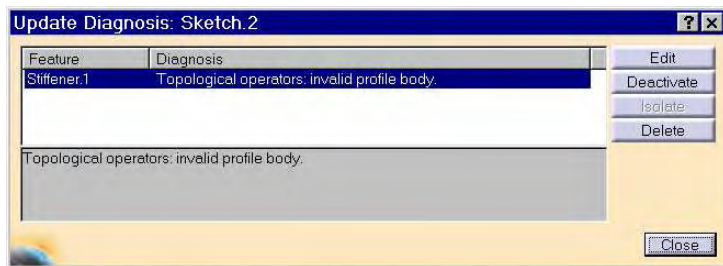 Update Diagnosis: Sketch.2
Feature Diagnosis
Stiffener.1 Topological operators: invalid profile body.
Topological operators: invalid profile body.
Edit
Deactivate
Isolate
Delete
Close